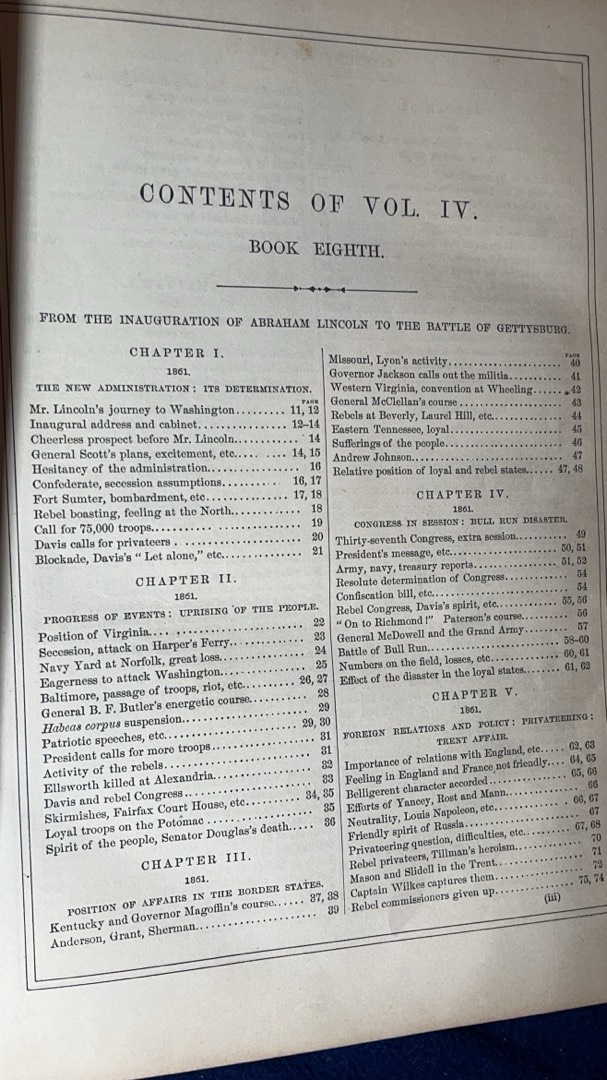 CONTENTS OF VOL. IV.
BOOK EIGHTH.
FROM THE INAUGURATION OF ABRAHAM LINCOLN TO THE BATTLE OF GETTYSBURG.
CHAPTER I.
1861.
THE NEW ADMINISTRATION: ITS DETERMINATION.
PAGE
Mr. Lincoln's journey to Washington......... 11, 12
Inaugural address and cabinet.............. 12-14
Cheerless prospect before Mr. Lincoln........... 14
General Scott's plans, excitement, etc..... ..... 14, 15
Hesitancy of the administration................. 16
Confederate, secession assumptions.......... 16, 17
Fort Sumter, bombardment, etc............. 17, 18
Rebel boasting, feeling at the North............. 18
Call for 75,000 troops.......... ................ 19
Davis calls for privateers ....................... 20
Blockade, Davis's "Let alone," etc............... 21
CHAPTER II.
1861.
PROGRESS OF EVENTS: UPRISING OF THE PEOPLE.
Position of Virginia.... ....................... 22
Secession, attack on Harper's Ferry............. 23
Navy Yard at Norfolk, great loss............... 24
Eagerness to attack Washington................ 25
Baltimore, passage of troops, riot, etc......... 26, 27
General B. F. Butler's energetic course.......... 28
Habeas corpus suspension..................... 29
Patriotic speeches, etc..................... 29, 30
President calls for more troops................ 31
Activity of the rebels........................ 31
Ellsworth killed at Alexandria................. 32
Davis and rebel Congress..................... 33
Skirmishes, Fairfax Court House, etc......... 34, 35
Loyal troops on the Potomac .................. 35
Spirit of the people, Senator Douglas's death..... 36
CHAPTER III.
1861.
POSITION OF AFFAIRS IN THE BORDER STATES.
Kentucky and Governor Magoffin's course...... 37, 38
Anderson, Grant, Sherman..................... 39
PAGE
Missouri, Lyon's activity...................... 40
Governor Jackson calls out the militia........... 41
Western Virginia, convention at Wheeling....... 42
General McClellan's course .................... 43
Rebels at Beverly, Laurel Hill, etc.............. 44
Eastern Tennessee, loyal...................... 45
Sufferings of the people....................... 46
Andrew Johnson............................. 47
Relative position of loyal and rebel states...... 47, 48
CHAPTER IV.
1861.
CONGRESS IN SESSION: BULL RUN DISASTER.
Thirty-seventh Congress, extra session........... 49
President's message, etc.................... 50, 51
Army, navy, treasury reports................ 51, 52
Resolute determination of Congress............. 54
Confiscation bill, etc......................... 54
Rebel Congress, Davis's spirit, etc............ 55, 56
"On to Richmond!" Paterson's course.......... 56
General McDowell and the Grand Army.......... 57
Battle of Bull Run......................... 58-60
Numbers on the field, losses, etc.............. 60, 61
Effect of the disaster in the loyal states........ 61, 62
CHAPTER V.
1861.
FOREIGN RELATIONS AND POLICY: PRIVATEERING:
TRENT AFFAIR.
Importance of relations with England, etc..... 62, 63
Feeling in England and France not friendly.... 64, 65
Belligerent character accorded............... 65, 66
Efforts of Yancey, Rost and Mann............... 66
Neutrality, Louis Napoleon, etc.............. 66, 67
Friendly spirit of Russia...................... 67
Privateering question, difficulties, etc......... 67, 68
Rebel privateers, Tillman's heroism............. 70
Mason and Slidell in the Trent................. 71
Captain Wilkes captures them.................. 72
Rebel commissioners given up............... 75, 74
(iii)